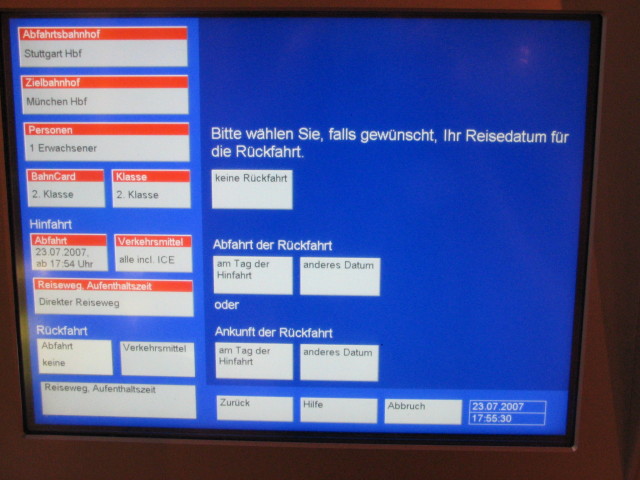 Abfahrtsbahnhof
Stuttgart Hbf
Zielbahnhof
München Hbf
Personen
1 Erwachsener
BahnCard
2. Klasse
Klasse
2. Klasse
Hinfahrt
Abfahrt
23.07.2007,
ab 17:54 Uhr
Verkehrsmittel
alle incl. ICE
Reiseweg, Aufenthaltszeit
Direkter Reiseweg
Rückfahrt
Abfahrt
keine
Verkehrsmittel
Reiseweg, Aufenthaltszeit
Bitte wählen Sie, falls gewünscht, Ihr Reisedatum für
die Rückfahrt.
keine Rückfahrt
Abfahrt der Rückfahrt
am Tag der
Hinfahrt
anderes Datum
oder
Ankunft der Rückfahrt
am Tag der
Hinfahrt
anderes Datum
Zurück
Hilfe
Abbruch
23.07.2007
17:55:30